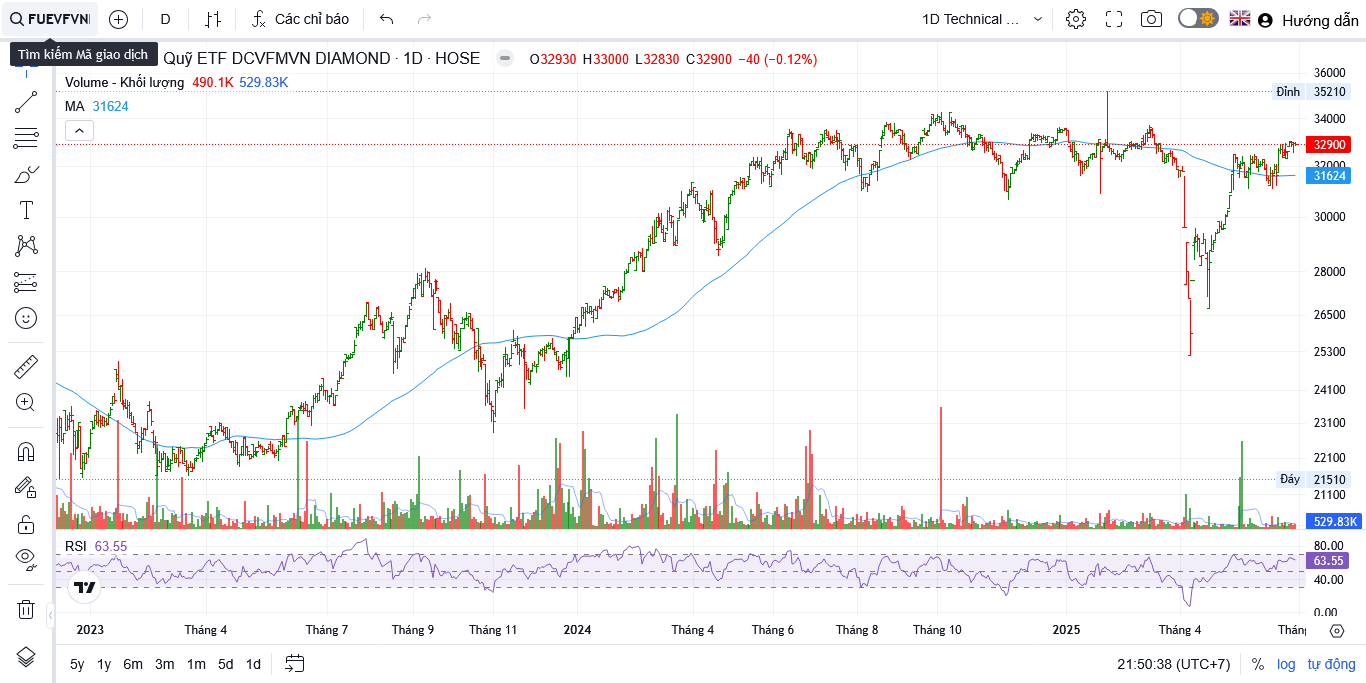 FUEVFVN
D
Các chỉ báo
1D Technical ...
Hướng dẫn
Tìm kiếm Mã giao dịch
Quỹ ETF DCVFMVN DIAMOND · 1D · HOSE
O32930 H33000 L32830 C32900 −40 (−0.12%)
Volume - Khối lượng 490.1K 529.83K
MA 31624
36000
Đỉnh 35210
34000
32900
32000
31624
30000
28000
26500
25300
24100
23100
22100
Đáy 21510
21100
529.83K
RSI 63.55
80.00
63.55
40.00
0.00
2023 Tháng 4 Tháng 7 Tháng 9 Tháng 11 2024 Tháng 4 Tháng 6 Tháng 8 Tháng 10 2025 Tháng 4
5y 1y 6m 3m 1m 5d 1d
21:50:38 (UTC+7) % log tự động